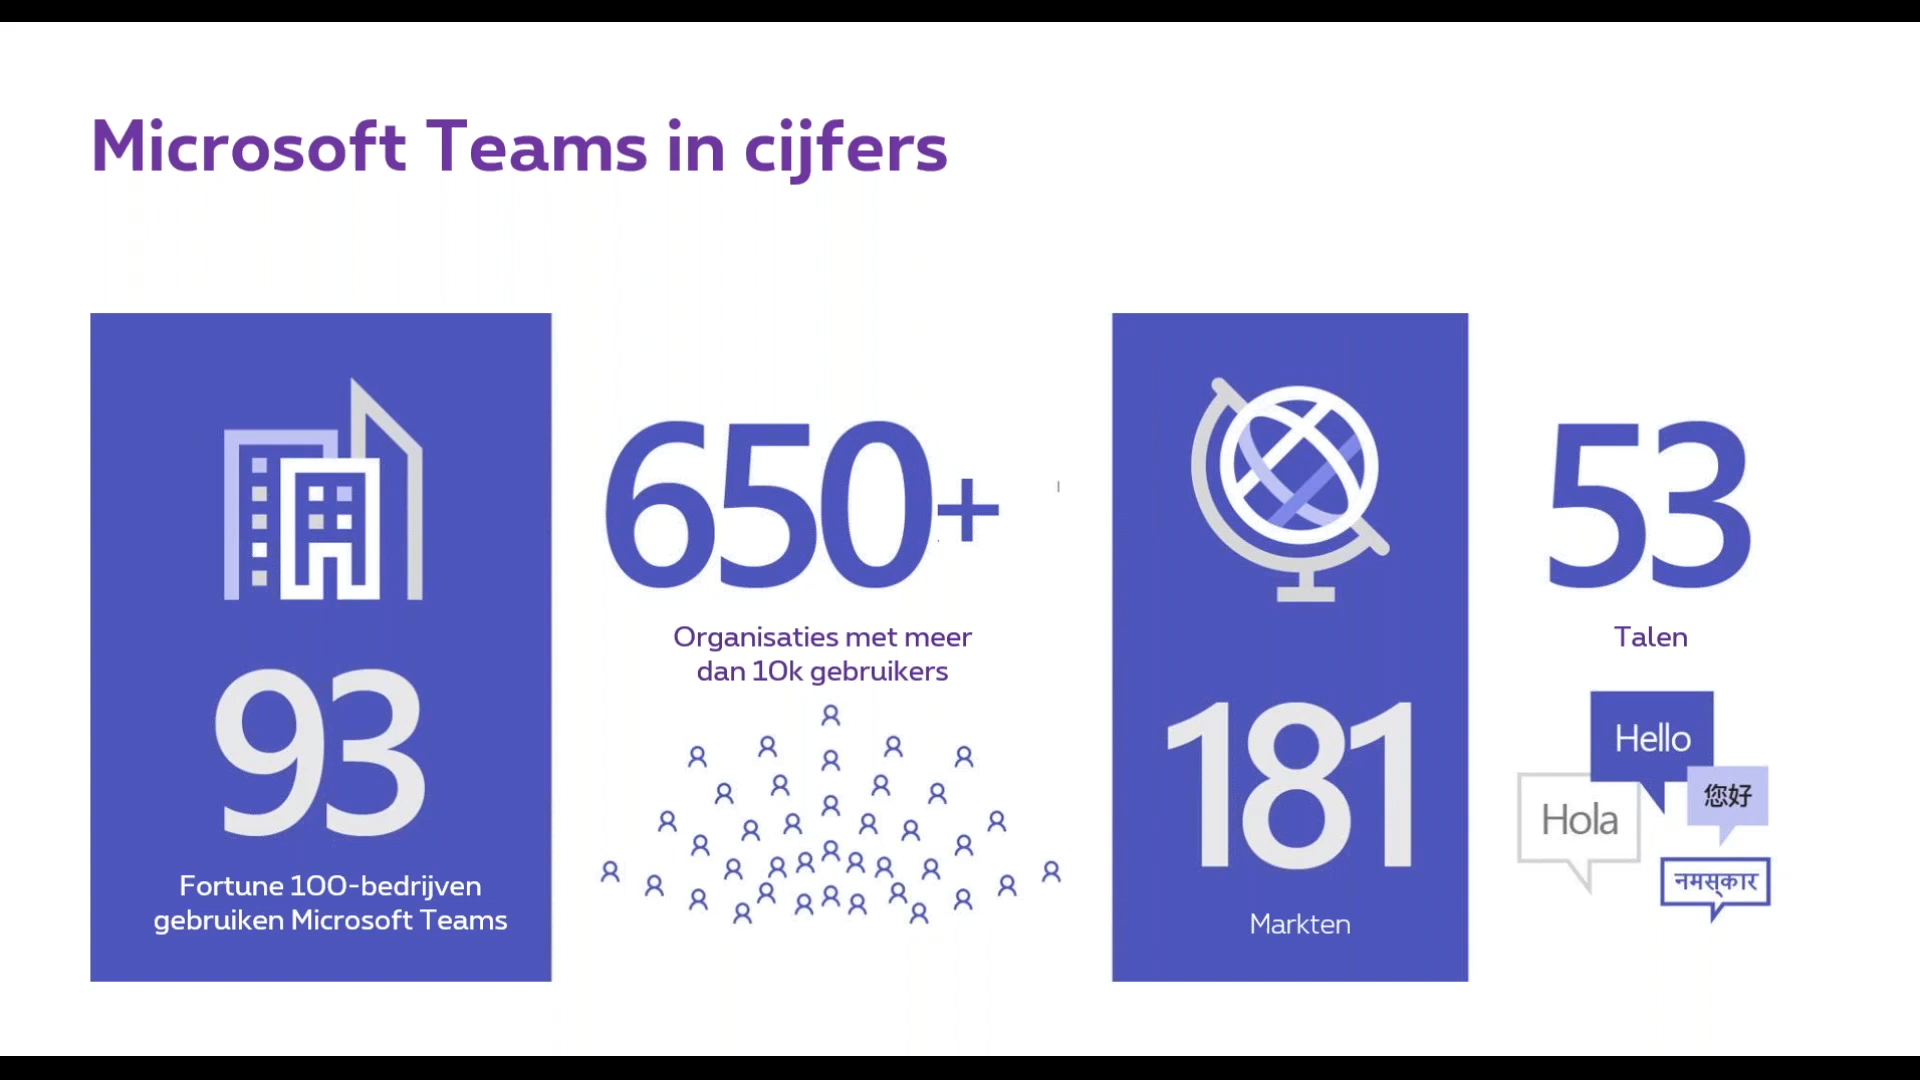 Microsoft Teams in cijfers
93
Fortune 100-bedrijven
gebruiken Microsoft Teams
650+
Organisaties met meer
dan 10k gebruikers
181
Markten
53
Talen
Hello
您好
Hola
नमस्कार